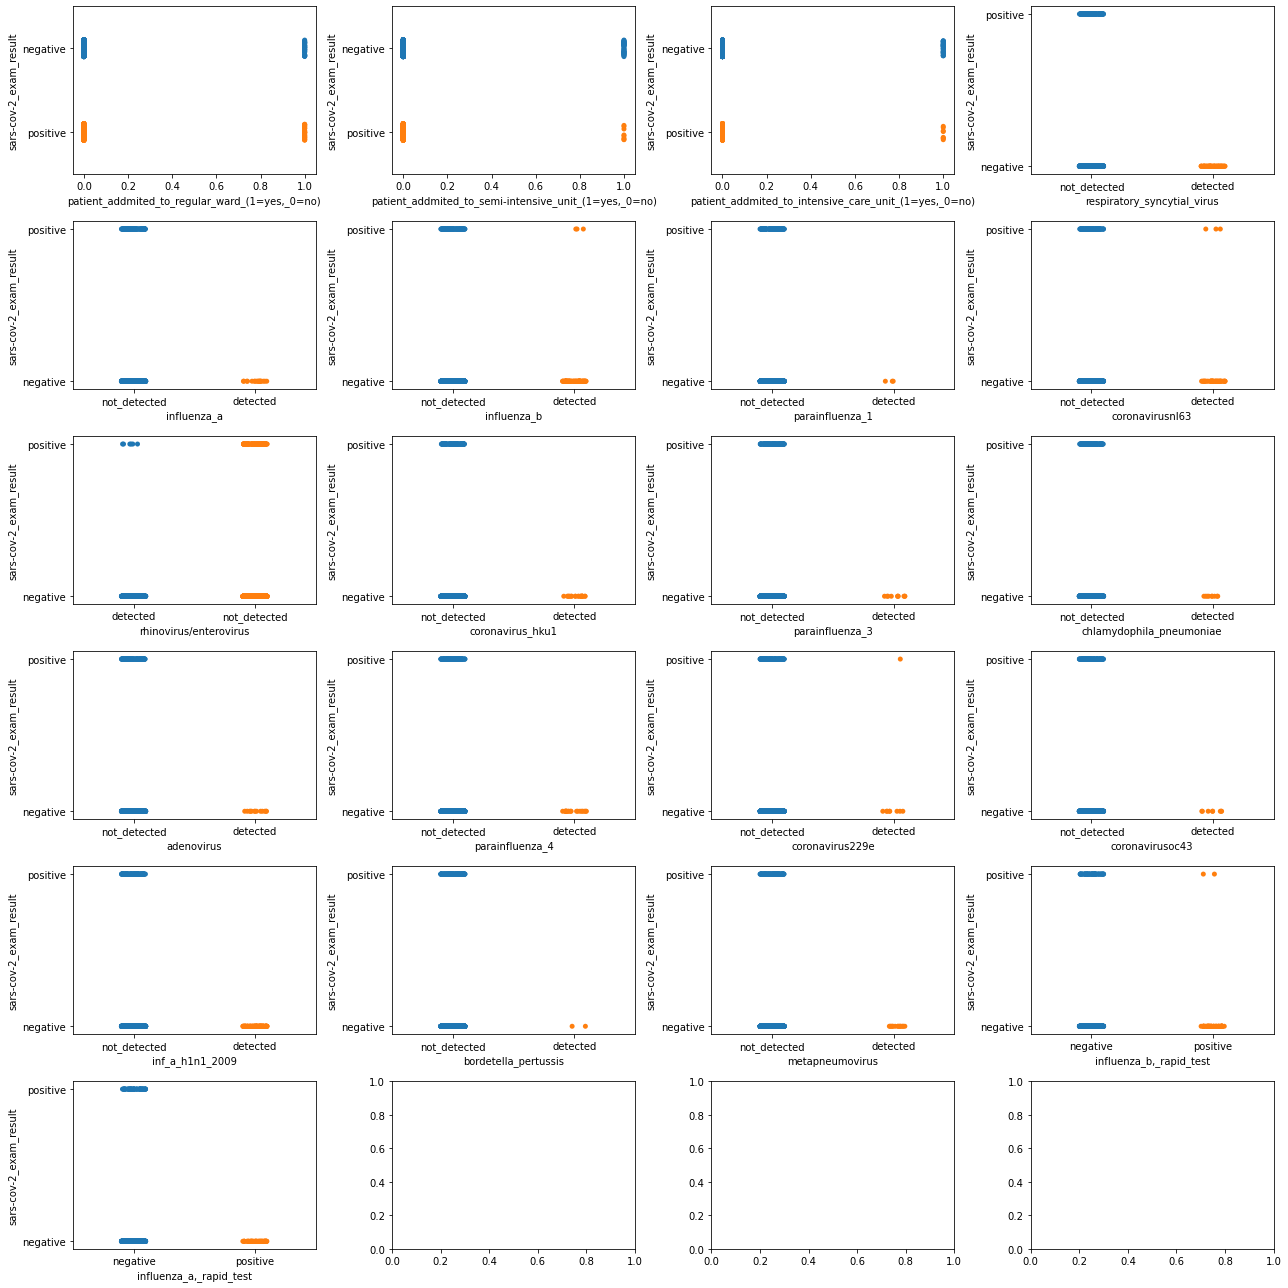 sars-cov-2_exam_result
negative
positive
0.0 0.2 0.4 0.6 0.8 1.0
patient_addmited_to_regular_ward_(1=yes,_0=no)
sars-cov-2_exam_result
negative
positive
0.0 0.2 0.4 0.6 0.8 1.0
patient_addmited_to_semi-intensive_unit_(1=yes,_0=no)
sars-cov-2_exam_result
negative
positive
0.0 0.2 0.4 0.6 0.8 1.0
patient_addmited_to_intensive_care_unit_(1=yes,_0=no)
sars-cov-2_exam_result
positive
negative
not_detected detected
respiratory_syncytial_virus
sars-cov-2_exam_result
positive
negative
not_detected detected
influenza_a
sars-cov-2_exam_result
positive
negative
not_detected detected
influenza_b
sars-cov-2_exam_result
positive
negative
not_detected detected
parainfluenza_1
sars-cov-2_exam_result
positive
negative
not_detected detected
coronavirusnl63
sars-cov-2_exam_result
positive
negative
detected not_detected
rhinovirus/enterovirus
sars-cov-2_exam_result
positive
negative
not_detected detected
coronavirus_hku1
sars-cov-2_exam_result
positive
negative
not_detected detected
parainfluenza_3
sars-cov-2_exam_result
positive
negative
not_detected detected
chlamydophila_pneumoniae
sars-cov-2_exam_result
positive
negative
not_detected detected
adenovirus
sars-cov-2_exam_result
positive
negative
not_detected detected
parainfluenza_4
sars-cov-2_exam_result
positive
negative
not_detected detected
coronavirus229e
sars-cov-2_exam_result
positive
negative
not_detected detected
coronavirusoc43
sars-cov-2_exam_result
positive
negative
not_detected detected
inf_a_h1n1_2009
sars-cov-2_exam_result
positive
negative
not_detected detected
bordetella_pertussis
sars-cov-2_exam_result
positive
negative
not_detected detected
metapneumovirus
sars-cov-2_exam_result
positive
negative
negative positive
influenza_b,_rapid_test
sars-cov-2_exam_result
positive
negative
negative positive
influenza_a,_rapid_test
1.0
0.8
0.6
0.4
0.2
0.0
0.0 0.2 0.4 0.6 0.8 1.0
1.0
0.8
0.6
0.4
0.2
0.0
0.0 0.2 0.4 0.6 0.8 1.0
1.0
0.8
0.6
0.4
0.2
0.0
0.0 0.2 0.4 0.6 0.8 1.0